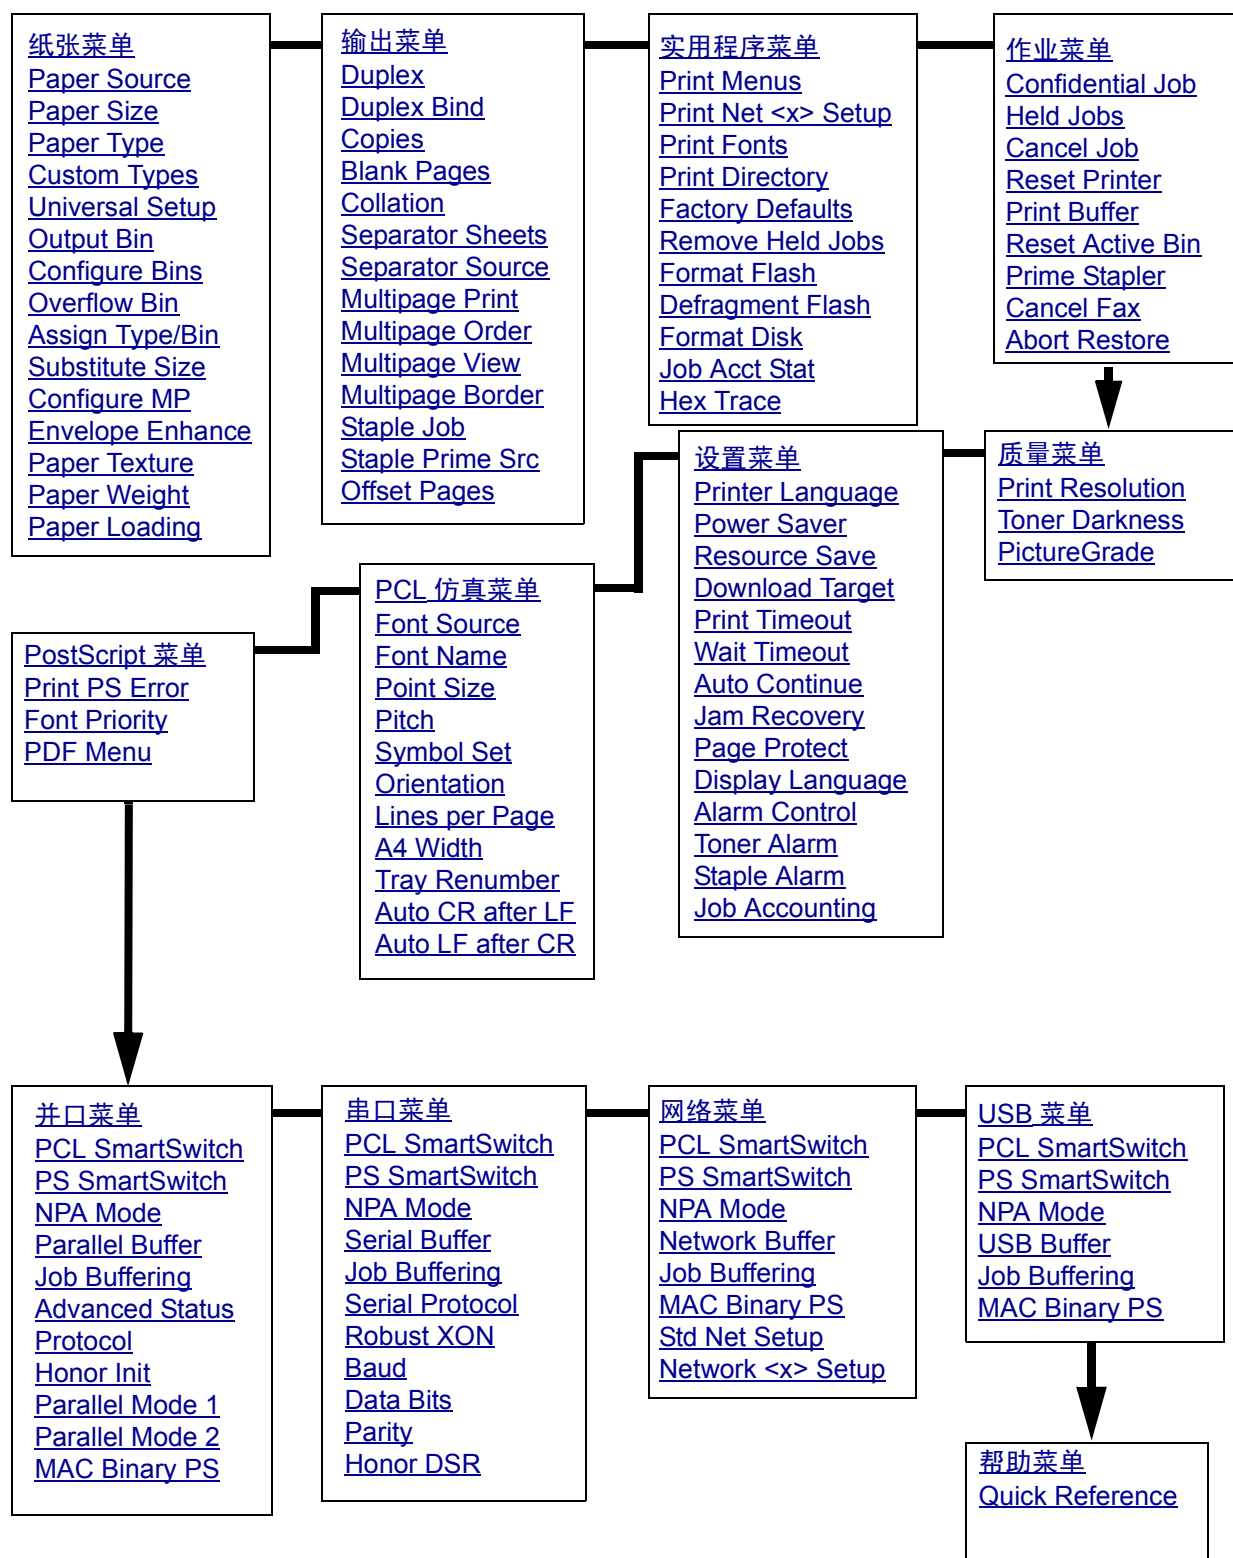 纸张菜单
Paper Source
Paper Size
Paper Type
Custom Types
Universal Setup
Output Bin
Configure Bins
Overflow Bin
Assign Type/Bin
Substitute Size
Configure MP
Envelope Enhance
Paper Texture
Paper Weight
Paper Loading
输出菜单
Duplex
Duplex Bind
Copies
Blank Pages
Collation
Separator Sheets
Separator Source
Multipage Print
Multipage Order
Multipage View
Multipage Border
Staple Job
Staple Prime Src
Offset Pages
实用程序菜单
Print Menus
Print Net <x> Setup
Print Fonts
Print Directory
Factory Defaults
Remove Held Jobs
Format Flash
Defragment Flash
Format Disk
Job Acct Stat
Hex Trace
作业菜单
Confidential Job
Held Jobs
Cancel Job
Reset Printer
Print Buffer
Reset Active Bin
Prime Stapler
Cancel Fax
Abort Restore
质量菜单
Print Resolution
Toner Darkness
PictureGrade
设置菜单
Printer Language
Power Saver
Resource Save
Download Target
Print Timeout
Wait Timeout
Auto Continue
Jam Recovery
Page Protect
Display Language
Alarm Control
Toner Alarm
Staple Alarm
Job Accounting
PCL 仿真菜单
Font Source
Font Name
Point Size
Pitch
Symbol Set
Orientation
Lines per Page
A4 Width
Tray Renumber
Auto CR after LF
Auto LF after CR
PostScript 菜单
Print PS Error
Font Priority
PDF Menu
并口菜单
PCL SmartSwitch
PS SmartSwitch
NPA Mode
Parallel Buffer
Job Buffering
Advanced Status
Protocol
Honor Init
Parallel Mode 1
Parallel Mode 2
MAC Binary PS
串口菜单
PCL SmartSwitch
PS SmartSwitch
NPA Mode
Serial Buffer
Job Buffering
Serial Protocol
Robust XON
Baud
Data Bits
Parity
Honor DSR
网络菜单
PCL SmartSwitch
PS SmartSwitch
NPA Mode
Network Buffer
Job Buffering
MAC Binary PS
Std Net Setup
Network <x> Setup
USB 菜单
PCL SmartSwitch
PS SmartSwitch
NPA Mode
USB Buffer
Job Buffering
MAC Binary PS
帮助菜单
Quick Reference